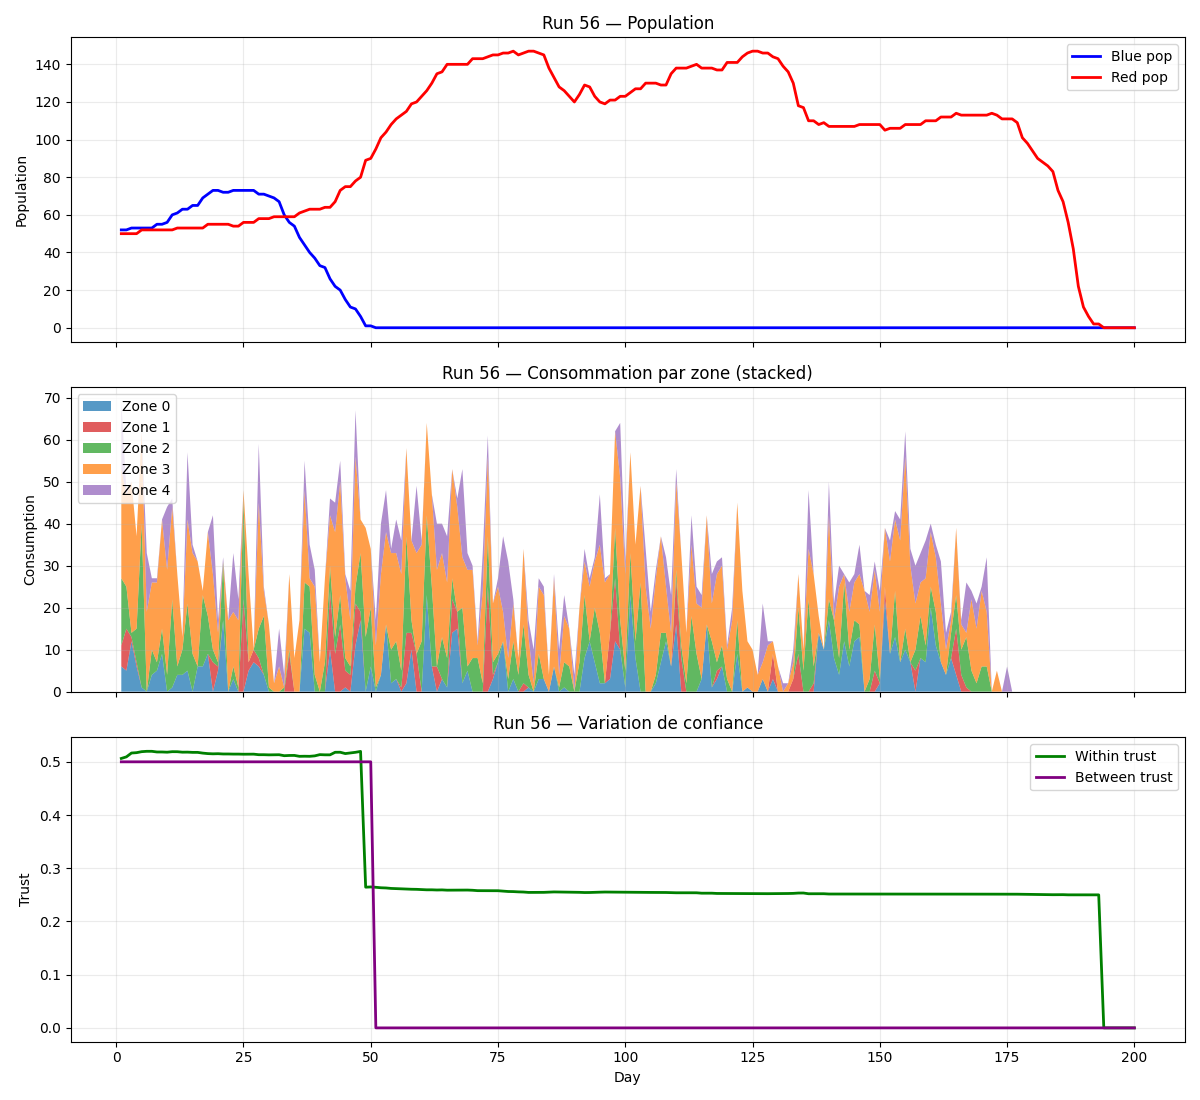 Run 56 — Population
Population
140
120
100
80
60
40
20
0
Blue pop
Red pop
Run 56 — Consommation par zone (stacked)
Consumption
70
60
50
40
30
20
10
0
Zone 0
Zone 1
Zone 2
Zone 3
Zone 4
Run 56 — Variation de confiance
Trust
0.5
0.4
0.3
0.2
0.1
0.0
Within trust
Between trust
0 25 50 75 100 125 150 175 200
Day